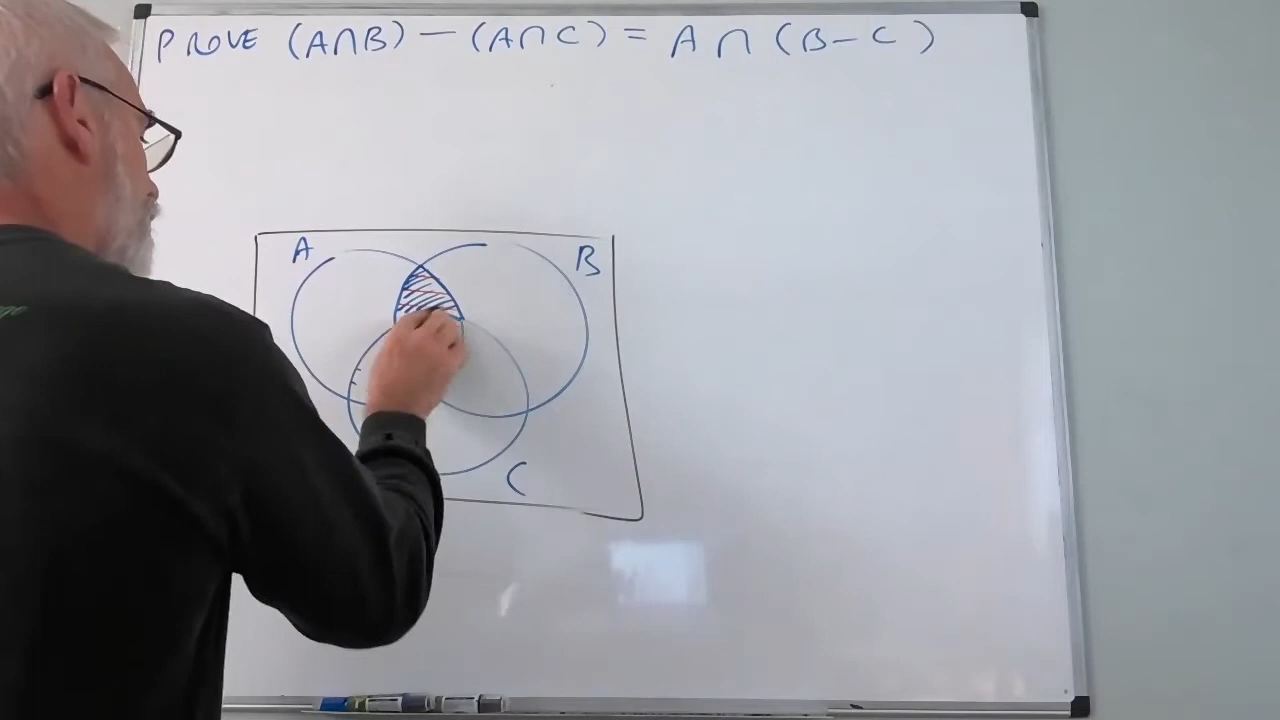 PROVE (A∩B) — (A∩C) = A ∩ (B-C)
A
B
C